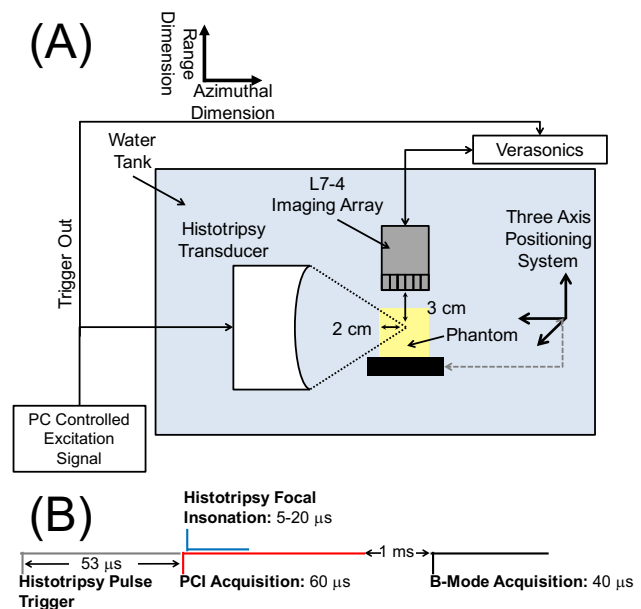 (A)
Range
Dimension
Azimuthal
Dimension
Water
Tank
Verasonics
L7-4
Imaging Array
Histotripsy
Transducer
Three Axis
Positioning
System
Trigger Out
3 cm
2 cm
Phantom
PC Controlled
Excitation
Signal
(B)
Histotripsy Focal
Insonation: 5-20 μs
1 ms
53 μs
Histotripsy Pulse
Trigger
PCI Acquisition: 60 μs
B-Mode Acquisition: 40 μs